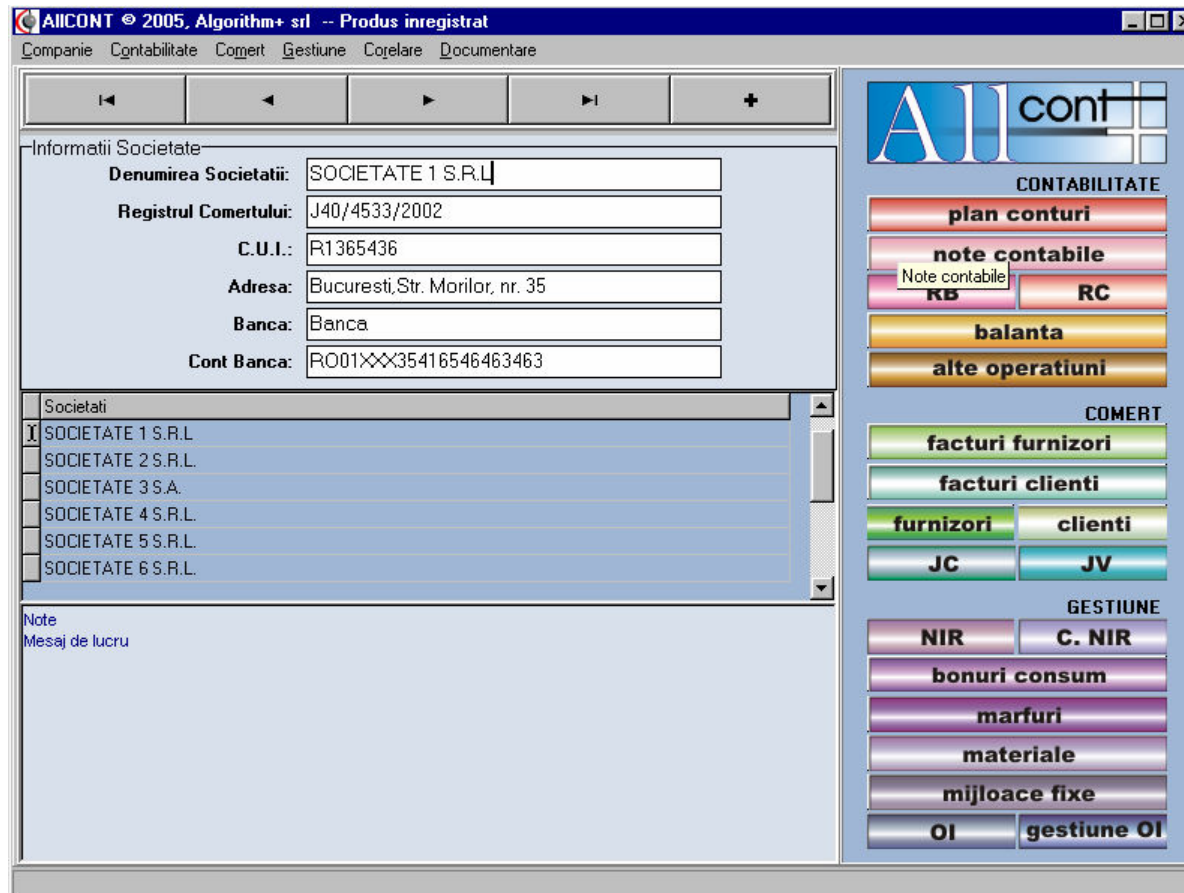 AllCONT © 2005, Algorithm+ srl -- Produs inregistrat
Companie Contabilitate Comert Gestiune Corelare Documentare
Informatii Societate
Denumirea Societatii: SOCIETATE 1 S.R.L
Registrul Comertului: J40/4533/2002
C.U.I.: R1365436
Adresa: Bucuresti,Str. Morilor, nr. 35
Banca: Banca
Cont Banca: RO01XXX35416546463463
Societati
SOCIETATE 1 S.R.L
SOCIETATE 2 S.R.L.
SOCIETATE 3 S.A.
SOCIETATE 4 S.R.L.
SOCIETATE 5 S.R.L.
SOCIETATE 6 S.R.L.
Note
Mesaj de lucru
All cont
CONTABILITATE
plan conturi
note contabile
Note contabile
RB RC
balanta
alte operatiuni
COMERT
facturi furnizori
facturi clienti
furnizori clienti
JC JV
GESTIUNE
NIR C. NIR
bonuri consum
marfuri
materiale
mijloace fixe
OI gestiune OI